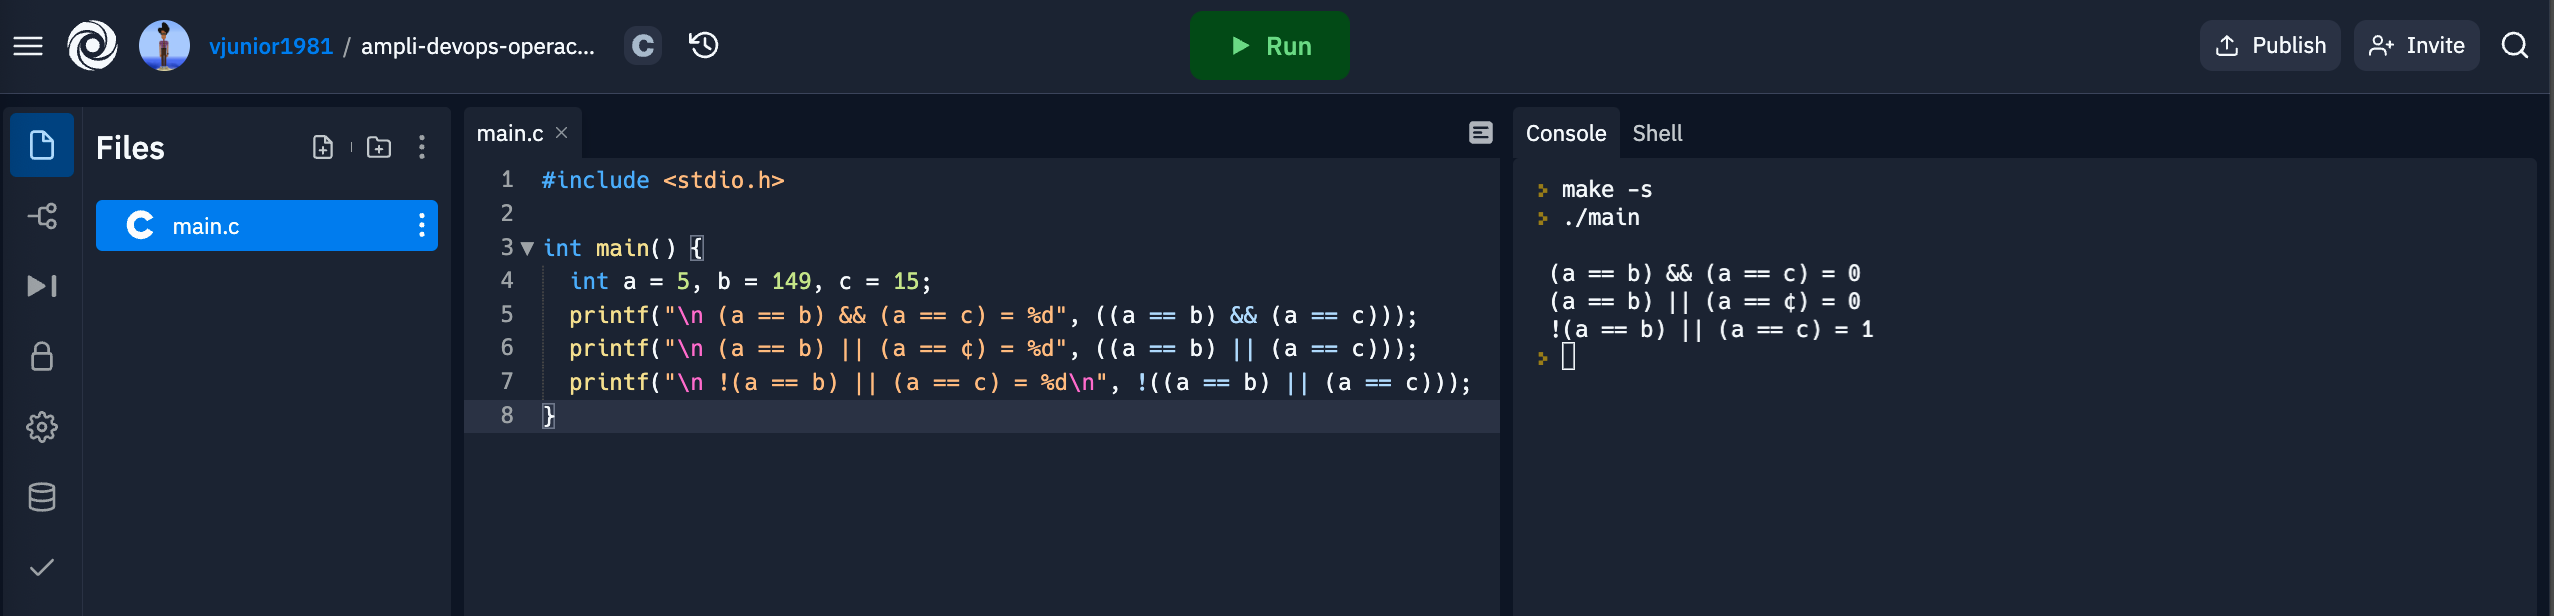 vjunior1981 / ampli-devops-operac...
C
Run
Publish
Invite
Files
main.c
main.c
1 #include <stdio.h>
2
3 int main() {
4 int a = 5, b = 149, c = 15;
5 printf("\n (a == b) && (a == c) = %d", ((a == b) && (a == c)));
6 printf("\n (a == b) || (a == ¢) = %d", ((a == b) || (a == c)));
7 printf("\n !(a == b) || (a == c) = %d\n", !((a == b) || (a == c)));
8 }
Console
Shell
make -s
./main
(a == b) && (a == c) = 0
(a == b) || (a == ¢) = 0
!(a == b) || (a == c) = 1